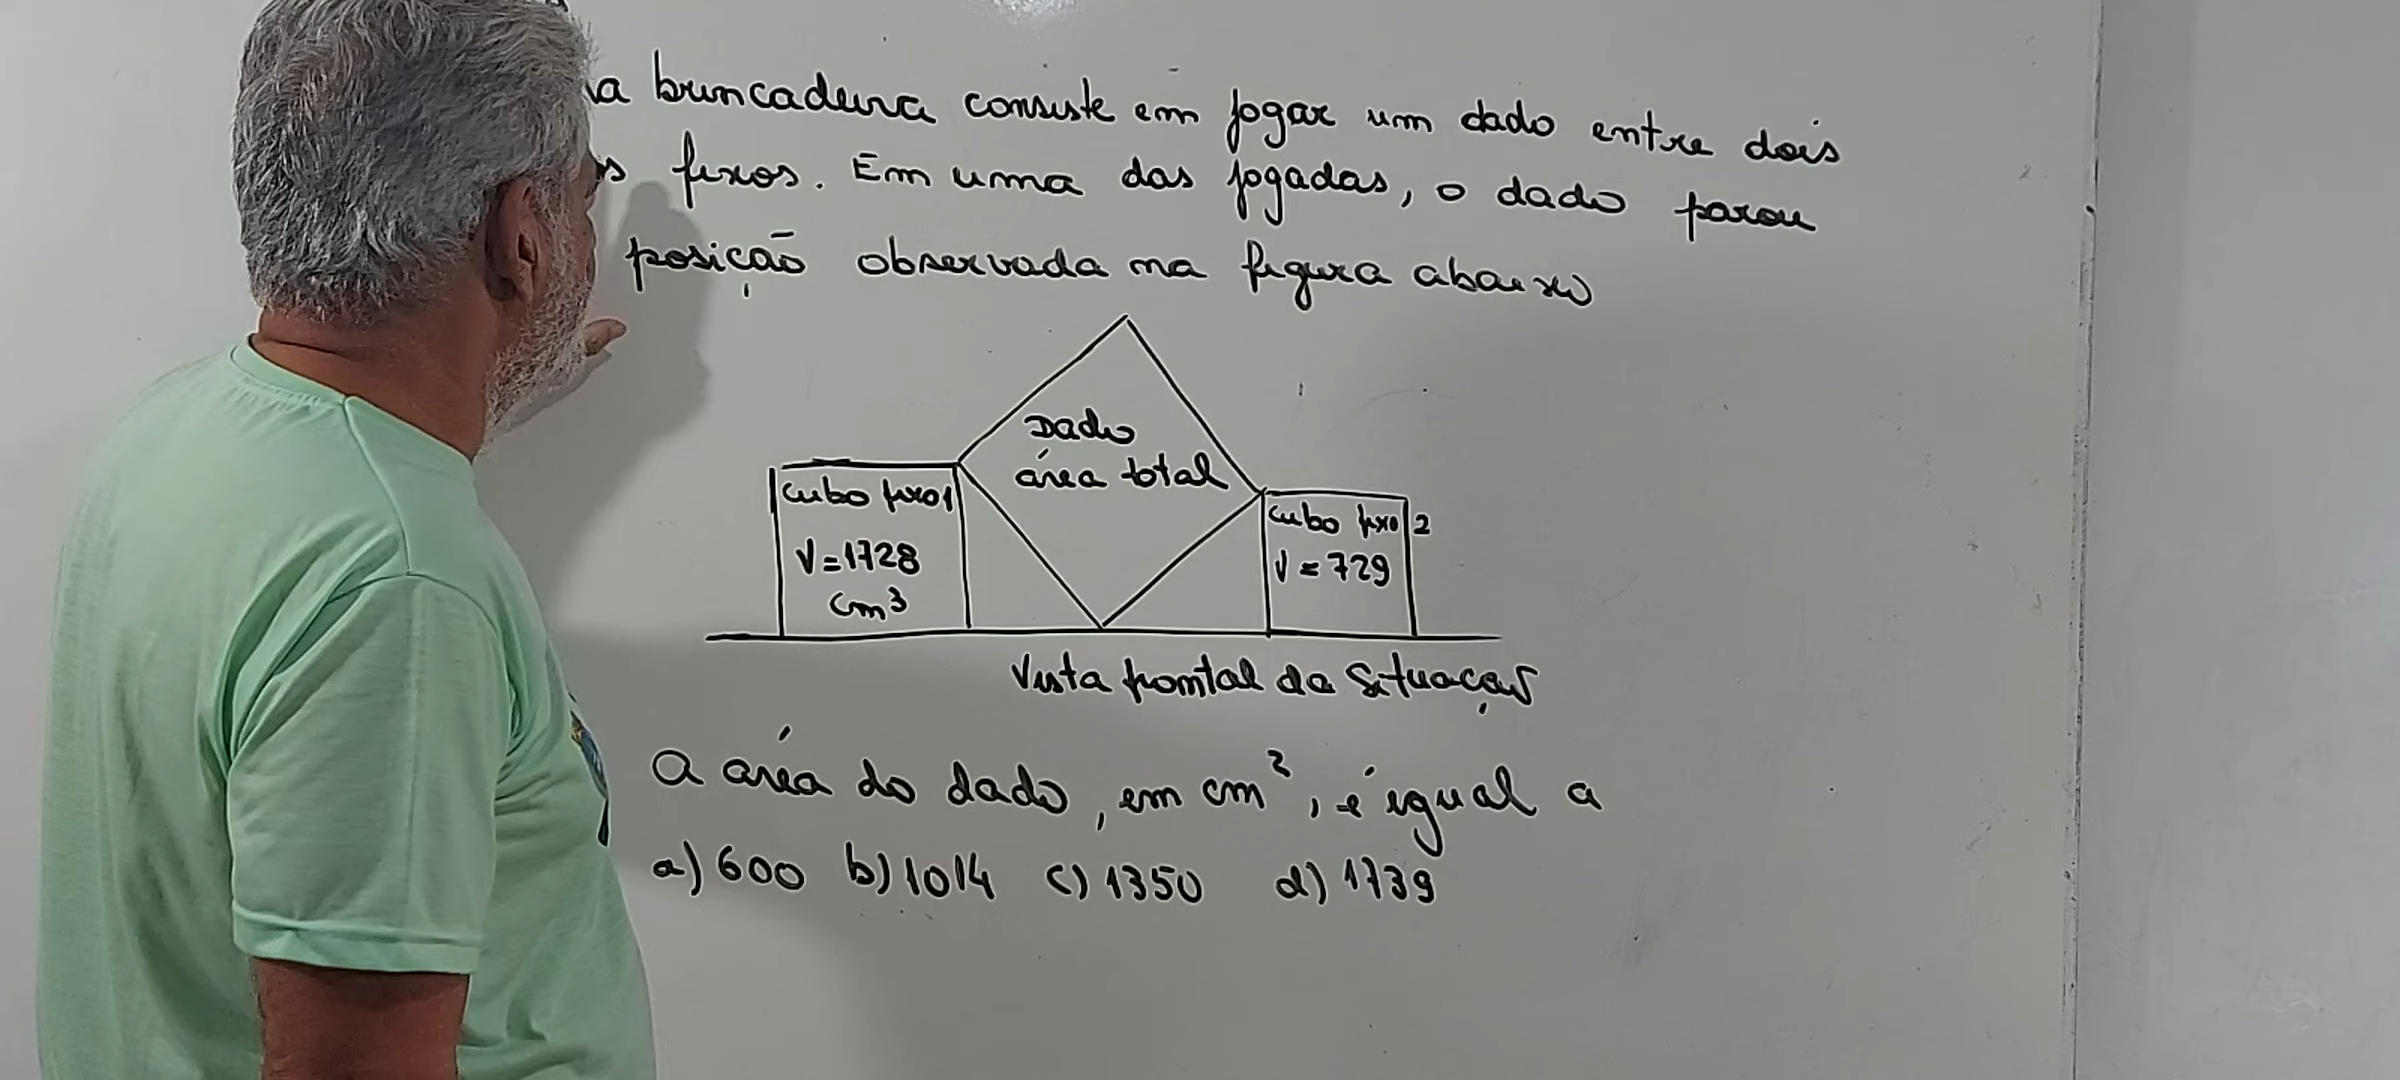 a brincadeira consiste em jogar um dado entre dois
s fixos. Em uma das jogadas, o dado parou
posição observada na figura abaixo
Dado
área total
Cubo fixo 1
V=1728
cm³
Cubo fixo 2
V=729
Vista frontal da Situação
A área do dado, em cm², é igual a
a) 600 b) 1014 c) 1350 d) 1739